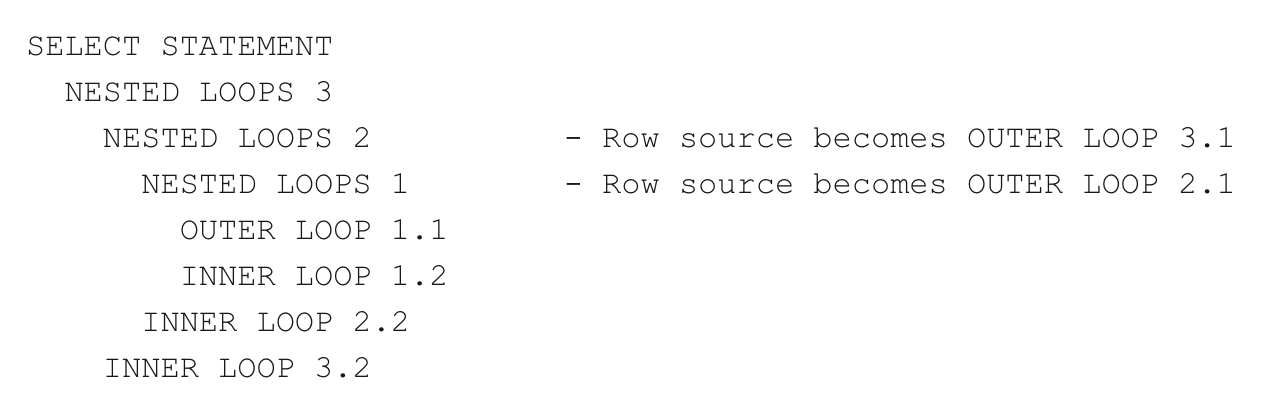 SELECT STATEMENT
  NESTED LOOPS 3
    NESTED LOOPS 2          - Row source becomes OUTER LOOP 3.1
      NESTED LOOPS 1        - Row source becomes OUTER LOOP 2.1
        OUTER LOOP 1.1
        INNER LOOP 1.2
      INNER LOOP 2.2
    INNER LOOP 3.2